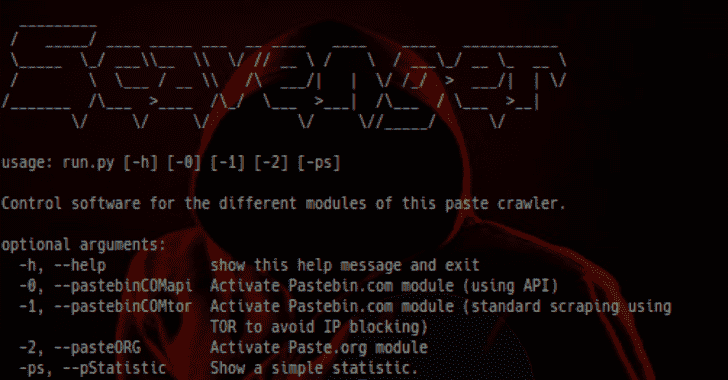 Scavenger
usage: run.py [-h] [-0] [-1] [-2] [-ps]
Control software for the different modules of this paste crawler.
optional arguments:
-h, --help show this help message and exit
-0, --pastebinCOMapi Activate Pastebin.com module (using API)
-1, --pastebinCOMtor Activate Pastebin.com module (standard scraping using
TOR to avoid IP blocking)
-2, --pasteORG Activate Paste.org module
-ps, --pStatistic Show a simple statistic.